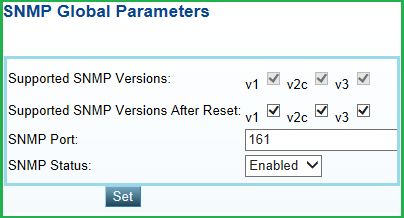 SNMP Global Parameters
Supported SNMP Versions: v1 v2c v3
Supported SNMP Versions After Reset: v1 v2c v3
SNMP Port: 161
SNMP Status: Enabled
Set